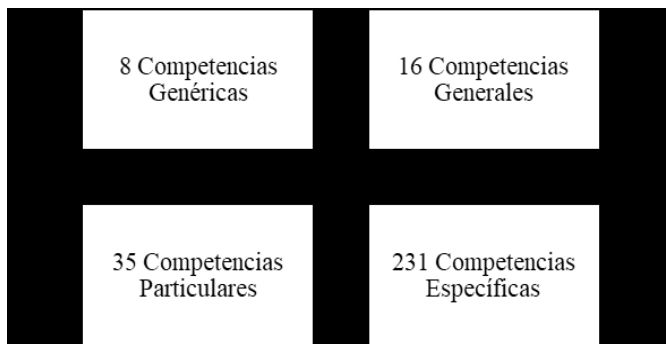 8 Competencias
Genéricas
16 Competencias
Generales
35 Competencias
Particulares
231 Competencias
Específicas